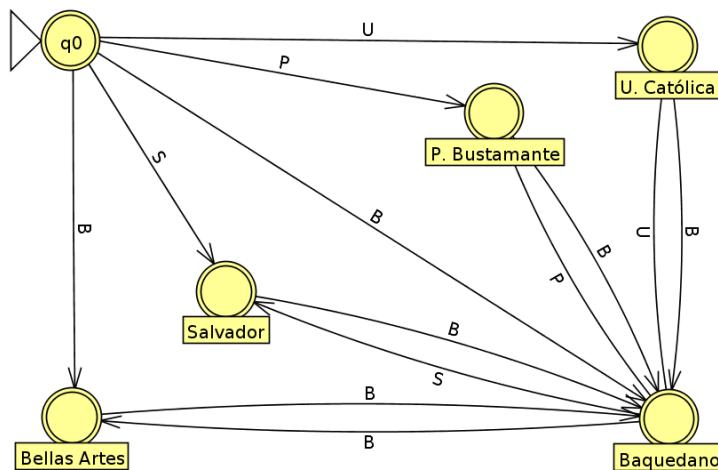 q0
U
U. Católica
P
P. Bustamante
S
B
B
U
B
B
P
Salvador
B
S
B
B
Bellas Artes
Baquedano